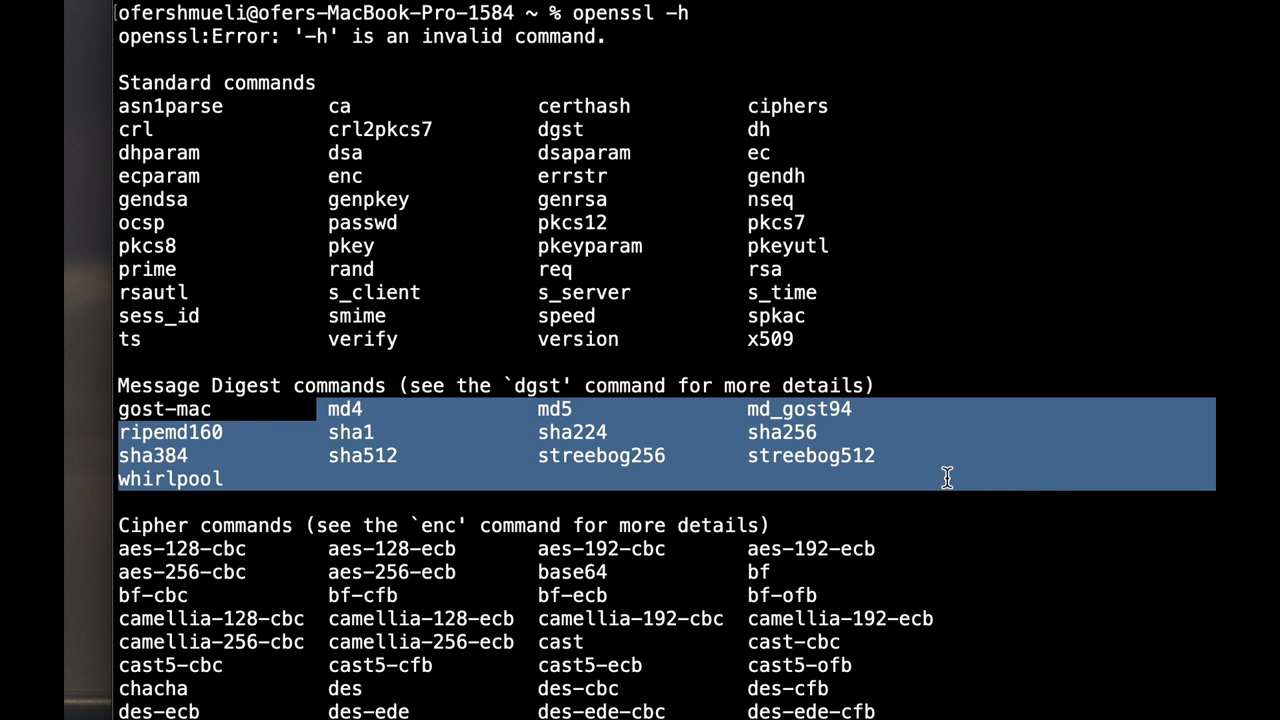 ofershmueli@ofers-MacBook-Pro-1584 ~ % openssl -h
openssl:Error: '-h' is an invalid command.
Standard commands
asn1parse ca certhash ciphers
crl crl2pkcs7 dgst dh
dhparam dsa dsaparam ec
ecparam enc errstr gendh
gendsa genpkey genrsa nseq
ocsp passwd pkcs12 pkcs7
pkcs8 pkey pkeyparam pkeyutl
prime rand req rsa
rsautl s_client s_server s_time
sess_id smime speed spkac
ts verify version x509
Message Digest commands (see the `dgst' command for more details)
gost-mac md4 md5 md_gost94
ripemd160 sha1 sha224 sha256
sha384 sha512 streebog256 streebog512
whirlpool
Cipher commands (see the `enc' command for more details)
aes-128-cbc aes-128-ecb aes-192-cbc aes-192-ecb
aes-256-cbc aes-256-ecb base64 bf
bf-cbc bf-cfb bf-ecb bf-ofb
camellia-128-cbc camellia-128-ecb camellia-192-cbc camellia-192-ecb
camellia-256-cbc camellia-256-ecb cast cast-cbc
cast5-cbc cast5-cfb cast5-ecb cast5-ofb
chacha des des-cbc des-cfb
des-ecb des-ede des-ede-cbc des-ede-cfb